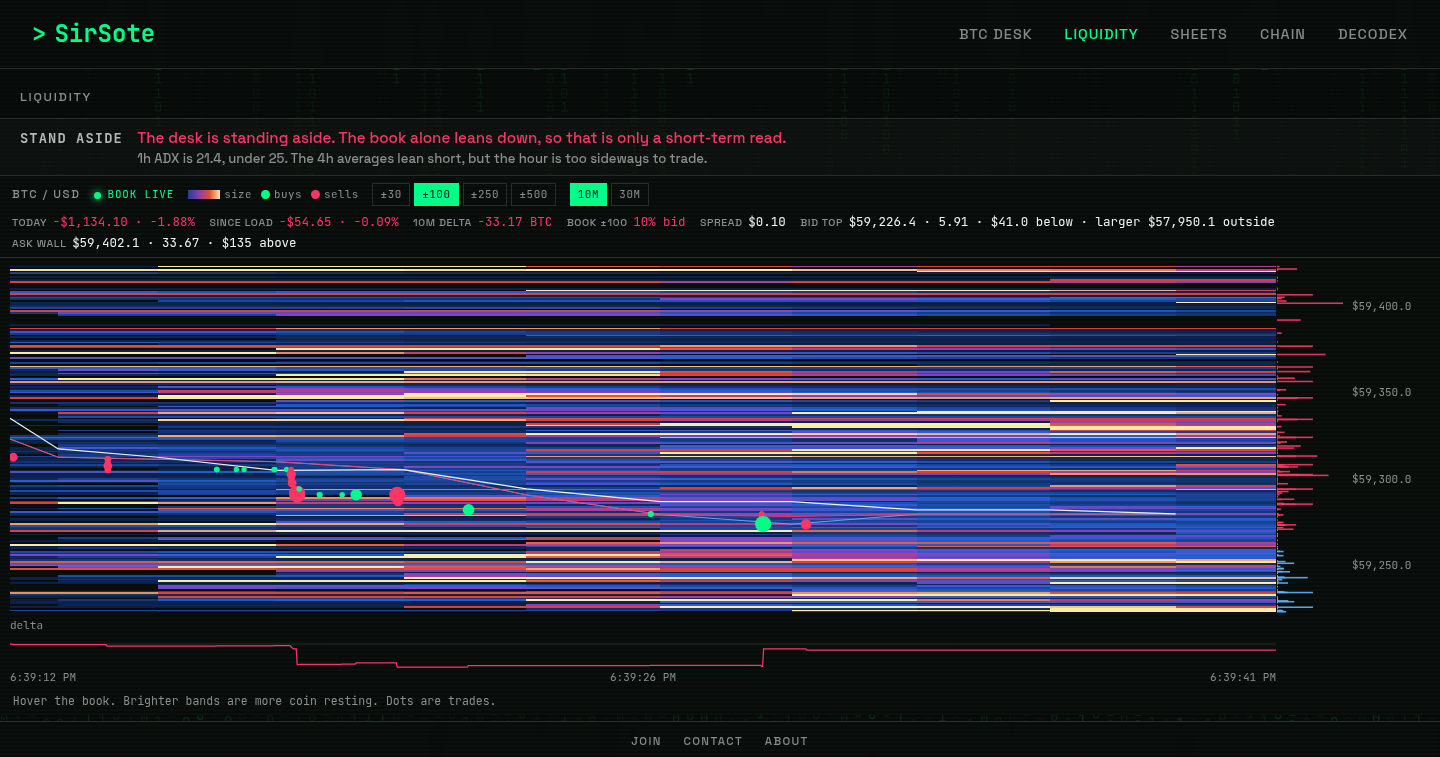 > SirSote
BTC DESK LIQUIDITY SHEETS CHAIN DECODEX
LIQUIDITY
STAND ASIDE The desk is standing aside. The book alone leans down, so that is only a short-term read.
1h ADX is 21.4, under 25. The 4h averages lean short, but the hour is too sideways to trade.
BTC / USD BOOK LIVE size buys sells ±30 ±100 ±250 ±500 10M 30M
TODAY -$1,134.10 · -1.88% SINCE LOAD -$54.65 · -0.09% 10M DELTA -33.17 BTC BOOK ±100 10% bid SPREAD $0.10 BID TOP $59,226.4 · 5.91 · $41.0 below · larger $57,950.1 outside
ASK WALL $59,402.1 · 33.67 · $135 above
$59,400.0
$59,350.0
$59,300.0
$59,250.0
delta
6:39:12 PM 6:39:26 PM 6:39:41 PM
Hover the book. Brighter bands are more coin resting. Dots are trades.
JOIN CONTACT ABOUT